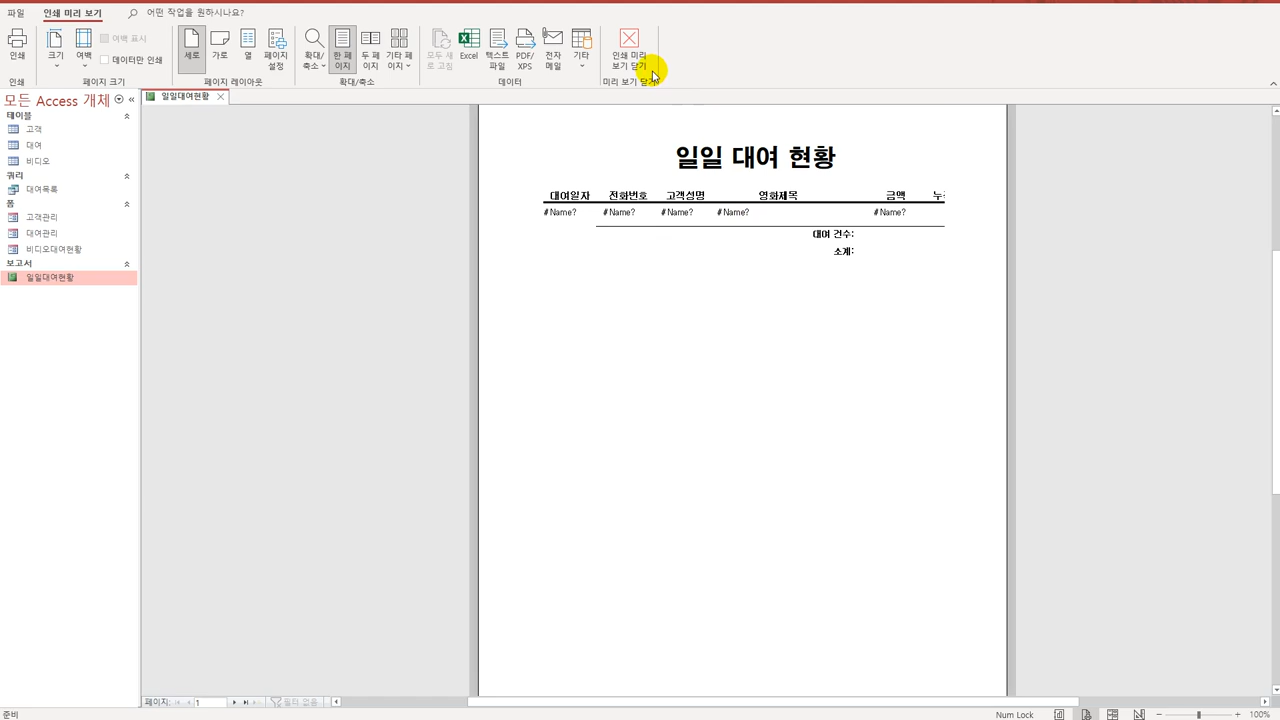 파일 인쇄 미리 보기 어떤 작업을 원하시나요?
인쇄
크기
여백
여백 표시
데이터만 인쇄
세로
가로
열
페이지
설정
확대/
축소
한 페
이지
두 페
이지
기타 페
이지
모두 새
로 고침
Excel
텍스트
파일
PDF/
XPS
전자
메일
기타
인쇄 미리
보기 닫기
인쇄 페이지 크기 페이지 레이아웃 확대/축소 데이터 미리 보기 닫기
모든 Access 개체 «
일일대여현황
테이블
고객
대여
비디오
쿼리
대여목록
폼
고객관리
대여관리
비디오대여현황
보고서
일일대여현황
일일 대여 현황
대여일자 전화번호 고객성명 영화제목 금액
#Name? #Name? #Name? #Name? #Name?
대여 건수:
소계:
페이지: 1 필터 없음
준비 Num Lock 100%